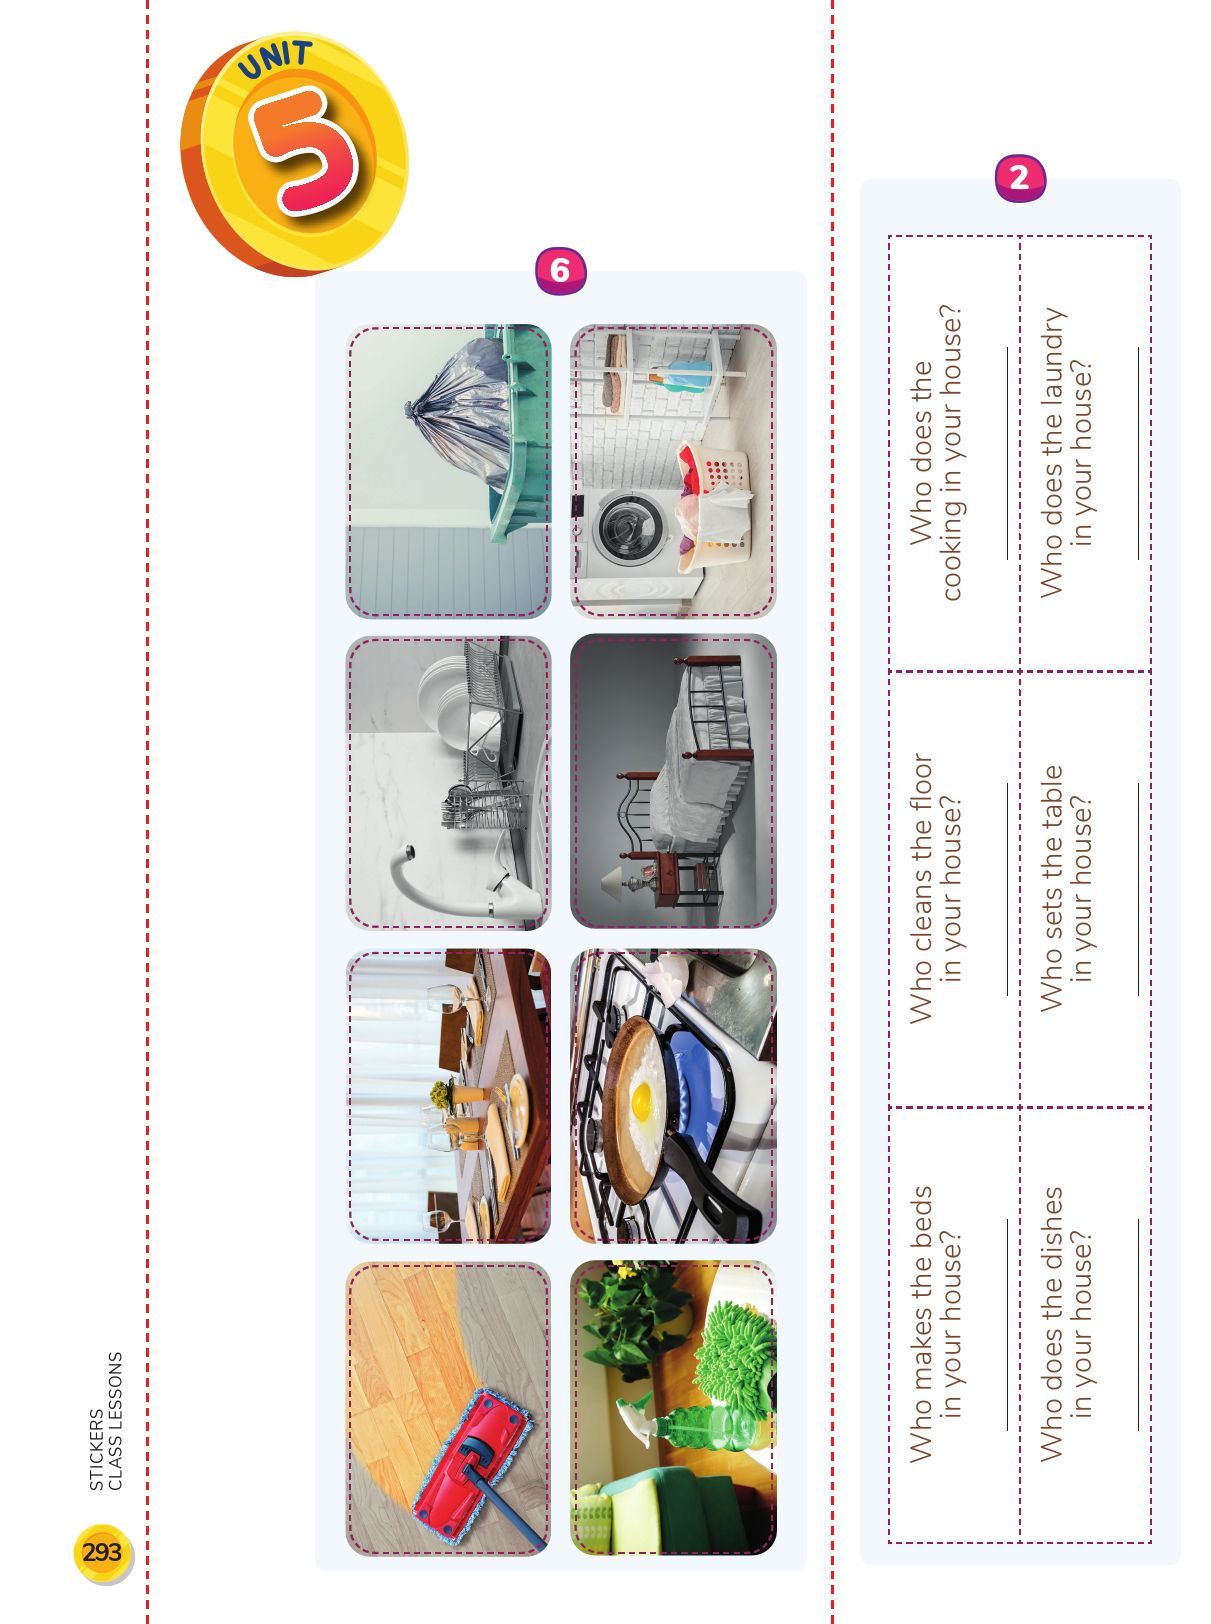 UNIT
5
6
2
Who makes the beds
in your house?
Who cleans the floor
in your house?
Who does the
cooking in your house?
Who does the dishes
in your house?
Who sets the table
in your house?
Who does the laundry
in your house?
STICKERS
CLASS LESSONS
293